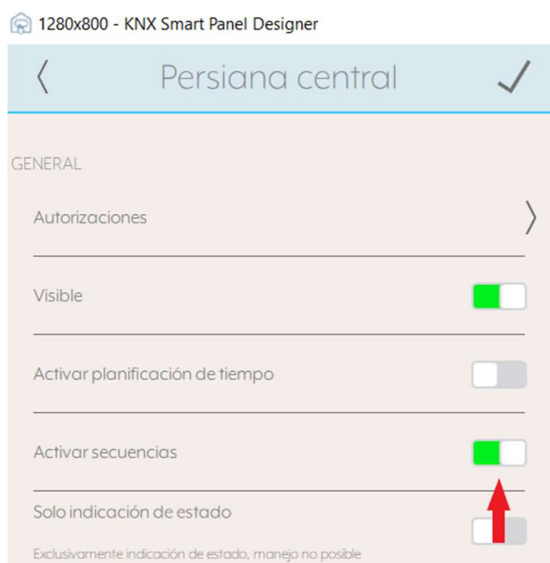 1280x800 - KNX Smart Panel Designer
Persiana central
GENERAL
Autorizaciones
Visible
Activar planificación de tiempo
Activar secuencias
Solo indicación de estado
Exclusivamente indicación de estado, manejo no posible